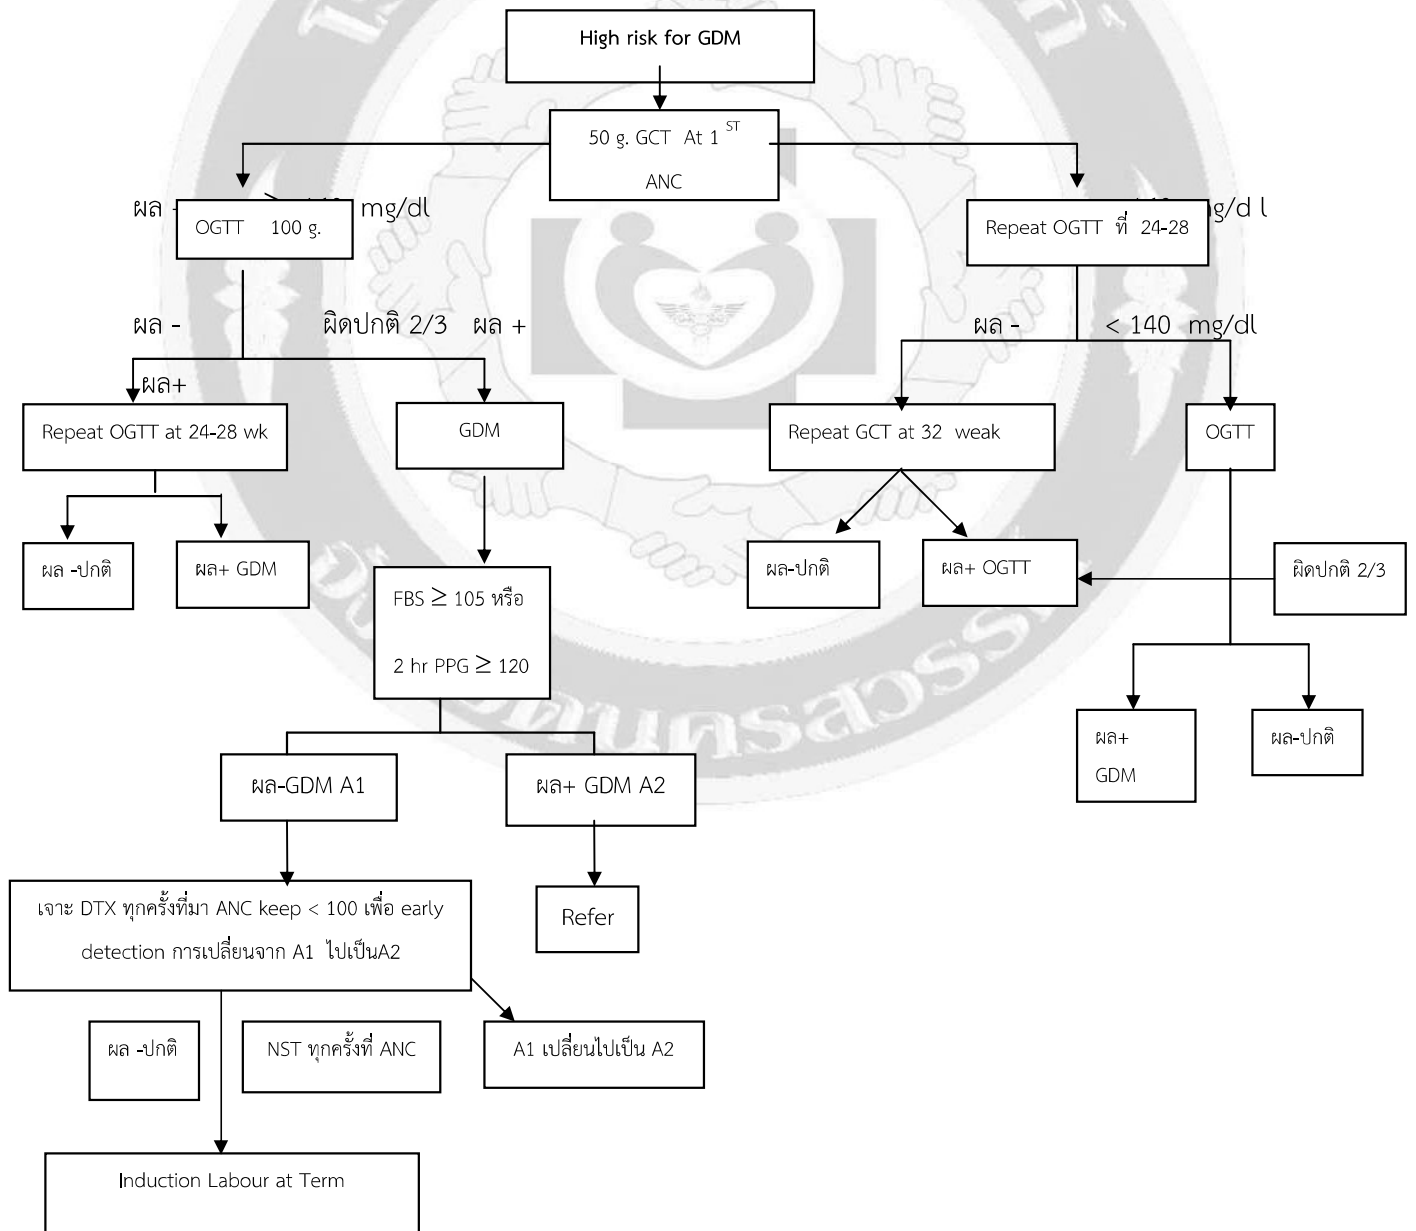 High risk for GDM
50 g. GCT At 1 ST
ANC
ผล mg/dl
OGTT 100 g.
Repeat OGTT ที่ 24-28
ผล -
ผิดปกติ 2/3 ผล +
ผล - < 140 mg/dl
ผล+
Repeat OGTT at 24-28 wk
GDM
Repeat GCT at 32 weak
OGTT
ผล -ปกติ
ผล+ GDM
ผล-ปกติ
ผล+ OGTT
ผิดปกติ 2/3
FBS ≥ 105 หรือ
2 hr PPG ≥ 120
ผล+
GDM
ผล-ปกติ
ผล-GDM A1
ผล+ GDM A2
เจาะ DTX ทุกครั้งที่มา ANC keep < 100 เพื่อ early
detection การเปลี่ยนจาก A1 ไปเป็นA2
Refer
ผล -ปกติ
NST ทุกครั้งที่ ANC
A1 เปลี่ยนไปเป็น A2
Induction Labour at Term